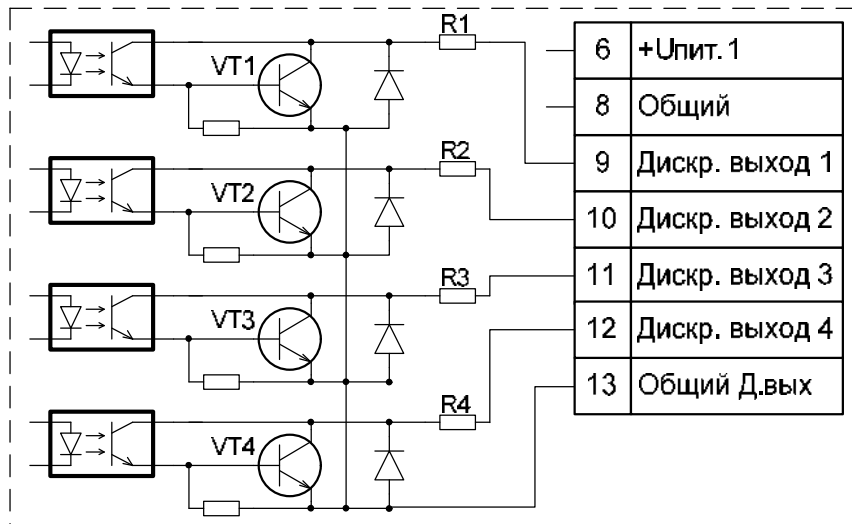 R1
VT1
R2
VT2
R3
VT3
R4
VT4
6 +Uпит. 1
8 Общий
9 Дискр. выход 1
10 Дискр. выход 2
11 Дискр. выход 3
12 Дискр. выход 4
13 Общий Д.вых